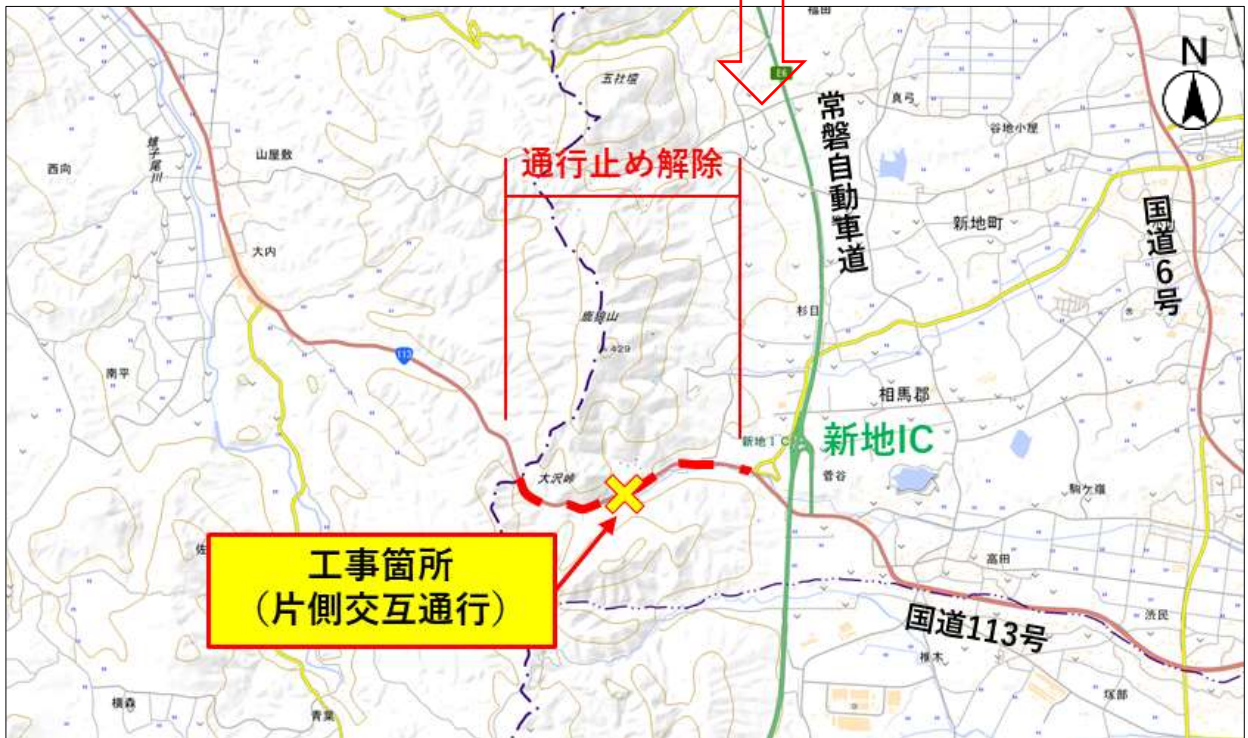 福田
E6
N
五社壇
真弓
谷地小屋
常磐自動車道
山屋敷
西向
通行止め解除
国道6号
新地町
大内
杉目
鹿狼山
429
113
南平
相馬郡
新地IC
新地IC
菅谷
大沢峠
駒ケ嶺
工事箇所
(片側交互通行)
高田
渋民
国道113号
椎木
塚部
横森
青葉